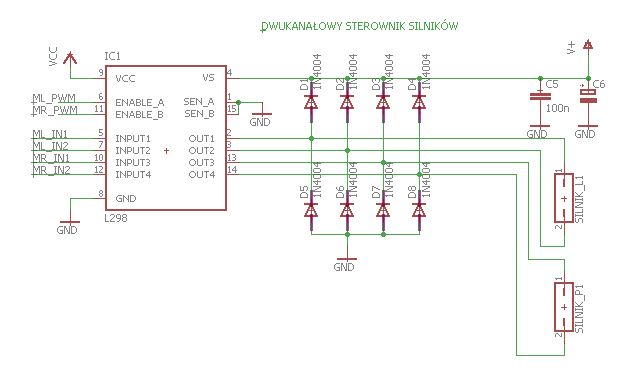 DWUKANAŁOWY STEROWNIK SILNIKÓW
VCC
IC1
9 VCC VS 4
ML_PWM 6 ENABLE_A SEN_A 1
MR_PWM 11 ENABLE_B SEN_B 15
GND
ML_IN1 5 INPUT1 OUT1 2
ML_IN2 7 INPUT2 OUT2 3
MR_IN1 10 INPUT3 OUT3 13
MR_IN2 12 INPUT4 OUT4 14
8 GND
L298
GND
D1 1N4004
D2 1N4004
D3 1N4004
D4 1N4004
D5 1N4004
D6 1N4004
D7 1N4004
D8 1N4004
GND
V+
C5
100n
GND
C6
GND
1
2
SILNIK_L1
1
2
SILNIK_P1